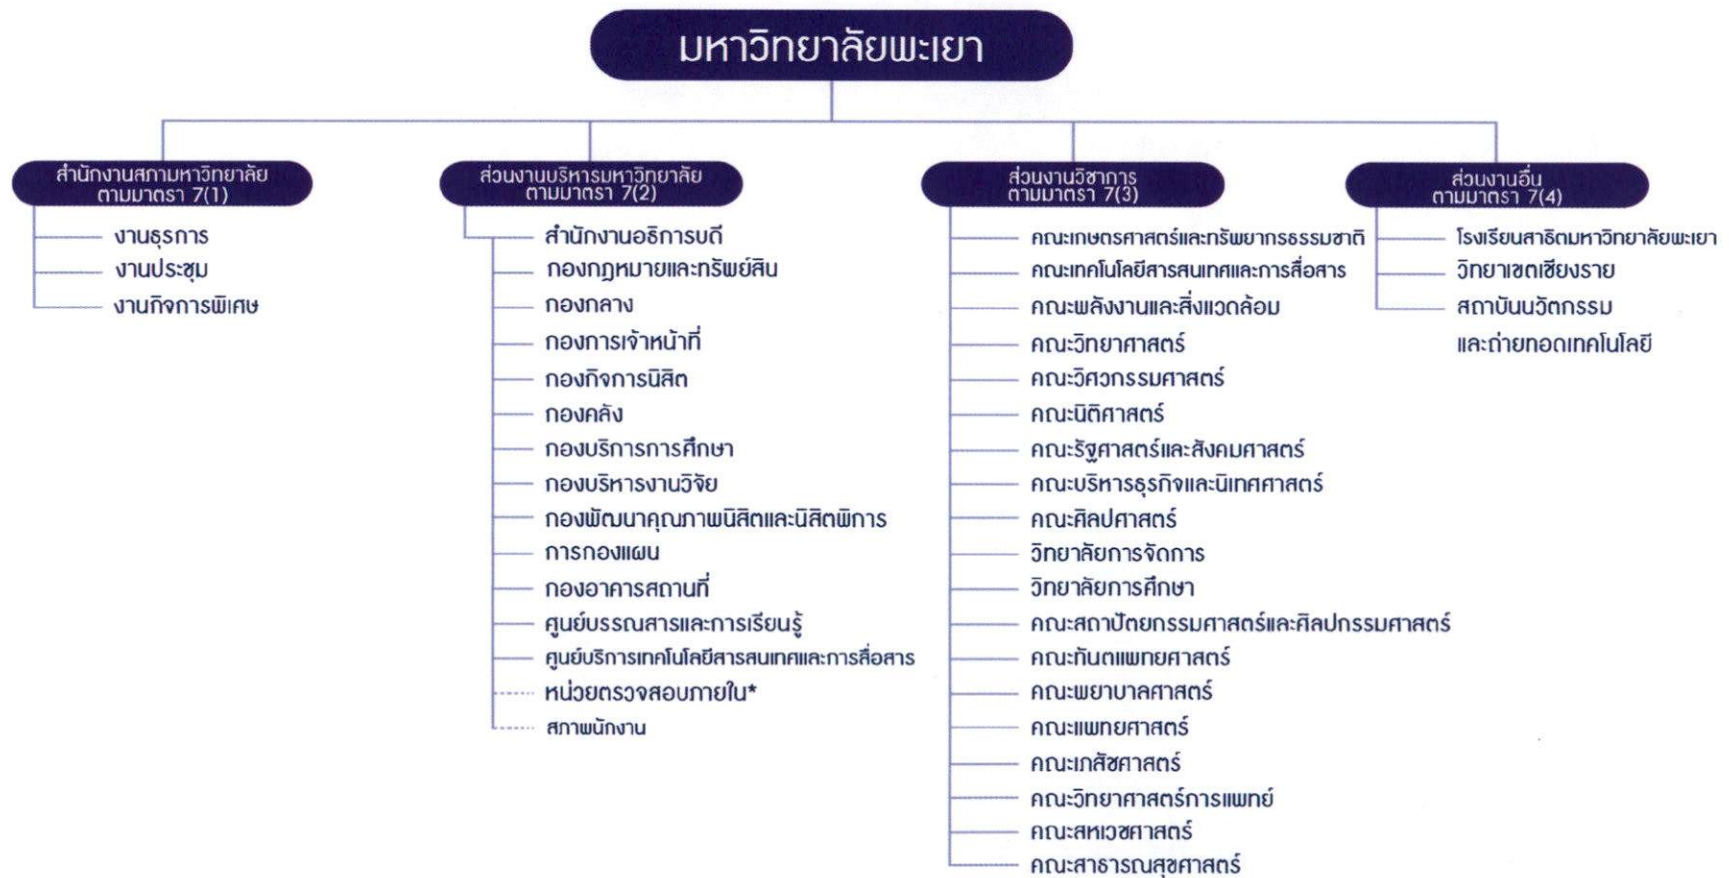 มหาวิทยาลัยพะเยา
สำนักงานสภามหาวิทยาลัย
ตามมาตรา 7(1)
งานธุรการ
งานประชุม
งานกิจการพิเศษ
ส่วนงานบริหารมหาวิทยาลัย
ตามมาตรา 7(2)
สำนักงานอธิการบดี
กองกฎหมายและทรัพย์สิน
กองกลาง
กองการเจ้าหน้าที่
กองกิจการนิสิต
กองคลัง
กองบริการการศึกษา
กองบริหารงานวิจัย
กองพัฒนาคุณภาพนิสิตและนิสิตพิการ
การกองแผน
กองอาคารสถานที่
ศูนย์บรรณสารและการเรียนรู้
ศูนย์บริการเทคโนโลยีสารสนเทศและการสื่อสาร
หน่วยตรวจสอบภายใน*
สภาพนักงาน
ส่วนงานวิชาการ
ตามมาตรา 7(3)
คณะเกษตรศาสตร์และทรัพยากรธรรมชาติ
คณะเทคโนโลยีสารสนเทศและการสื่อสาร
คณะพลังงานและสิ่งแวดล้อม
คณะวิทยาศาสตร์
คณะวิศวกรรมศาสตร์
คณะนิติศาสตร์
คณะรัฐศาสตร์และสังคมศาสตร์
คณะบริหารธุรกิจและนิเทศศาสตร์
คณะศิลปศาสตร์
วิทยาลัยการจัดการ
วิทยาลัยการศึกษา
คณะสถาปัตยกรรมศาสตร์และศิลปกรรมศาสตร์
คณะทันตแพทยศาสตร์
คณะพยาบาลศาสตร์
คณะแพทยศาสตร์
คณะเภสัชศาสตร์
คณะวิทยาศาสตร์การแพทย์
คณะสหเวชศาสตร์
คณะสาธารณสุขศาสตร์
ส่วนงานอื่น
ตามมาตรา 7(4)
โรงเรียนสาธิตมหาวิทยาลัยพะเยา
วิทยาเขตเชียงราย
สถาบันนวัตกรรม
และถ่ายทอดเทคโนโลยี